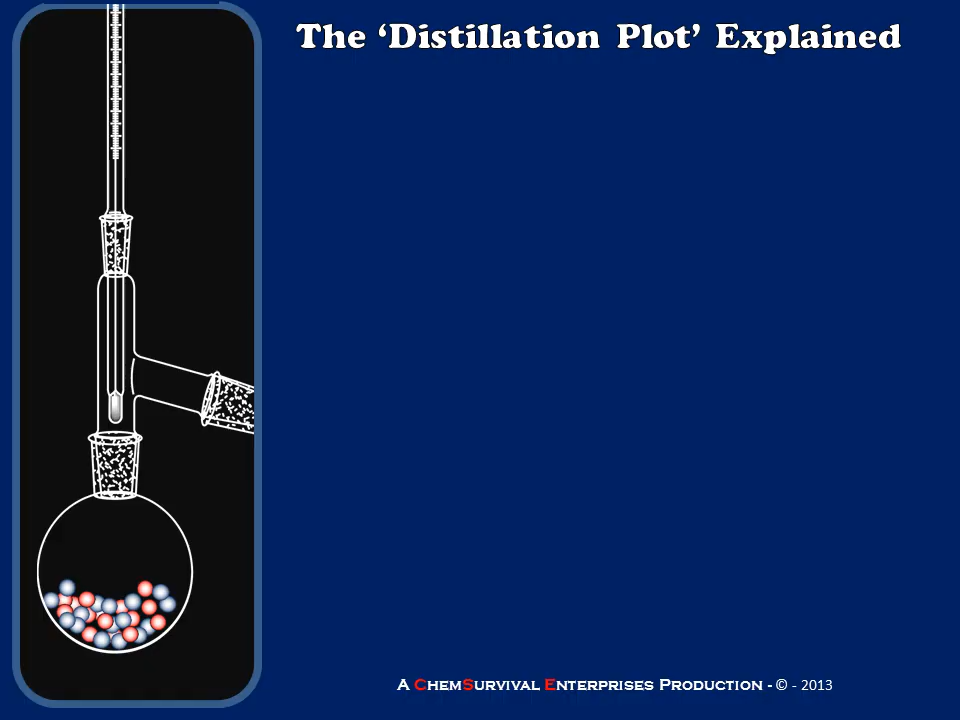 The ‘Distillation Plot’ Explained
A ChemSurvival Enterprises Production - © - 2013